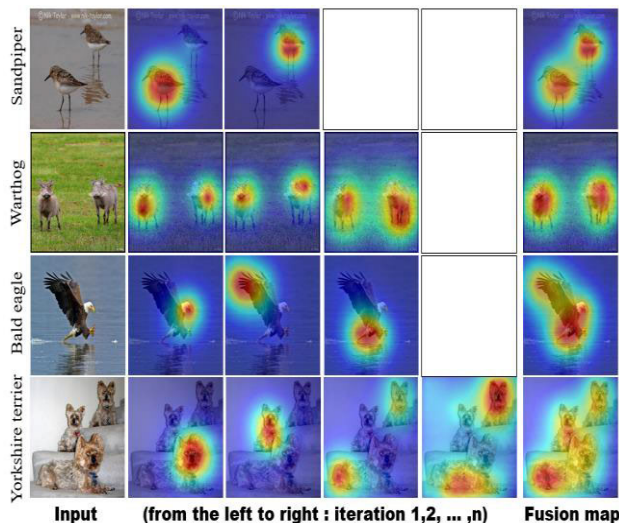 Sandpiper
Warthog
Bald eagle
Yorkshire terrier
Input (from the left to right : iteration 1,2, ... ,n) Fusion map